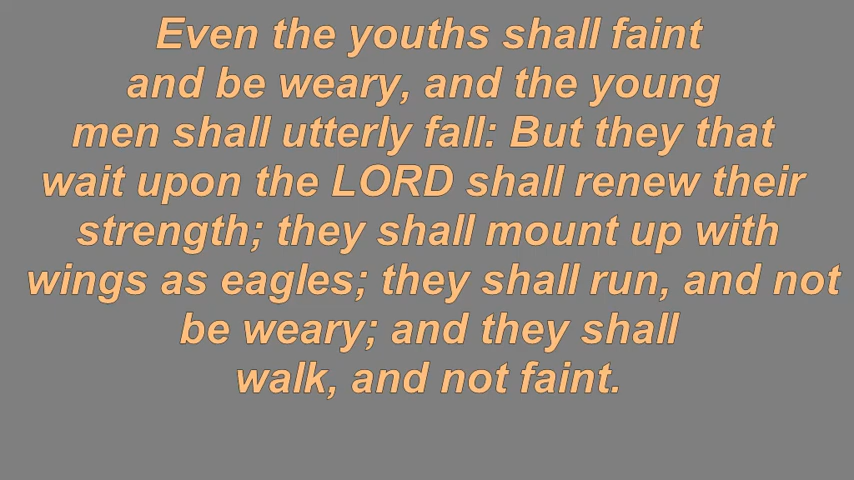 Even the youths shall faint
and be weary, and the young
men shall utterly fall: But they that
wait upon the LORD shall renew their
strength; they shall mount up with
wings as eagles; they shall run, and not
be weary; and they shall
walk, and not faint.